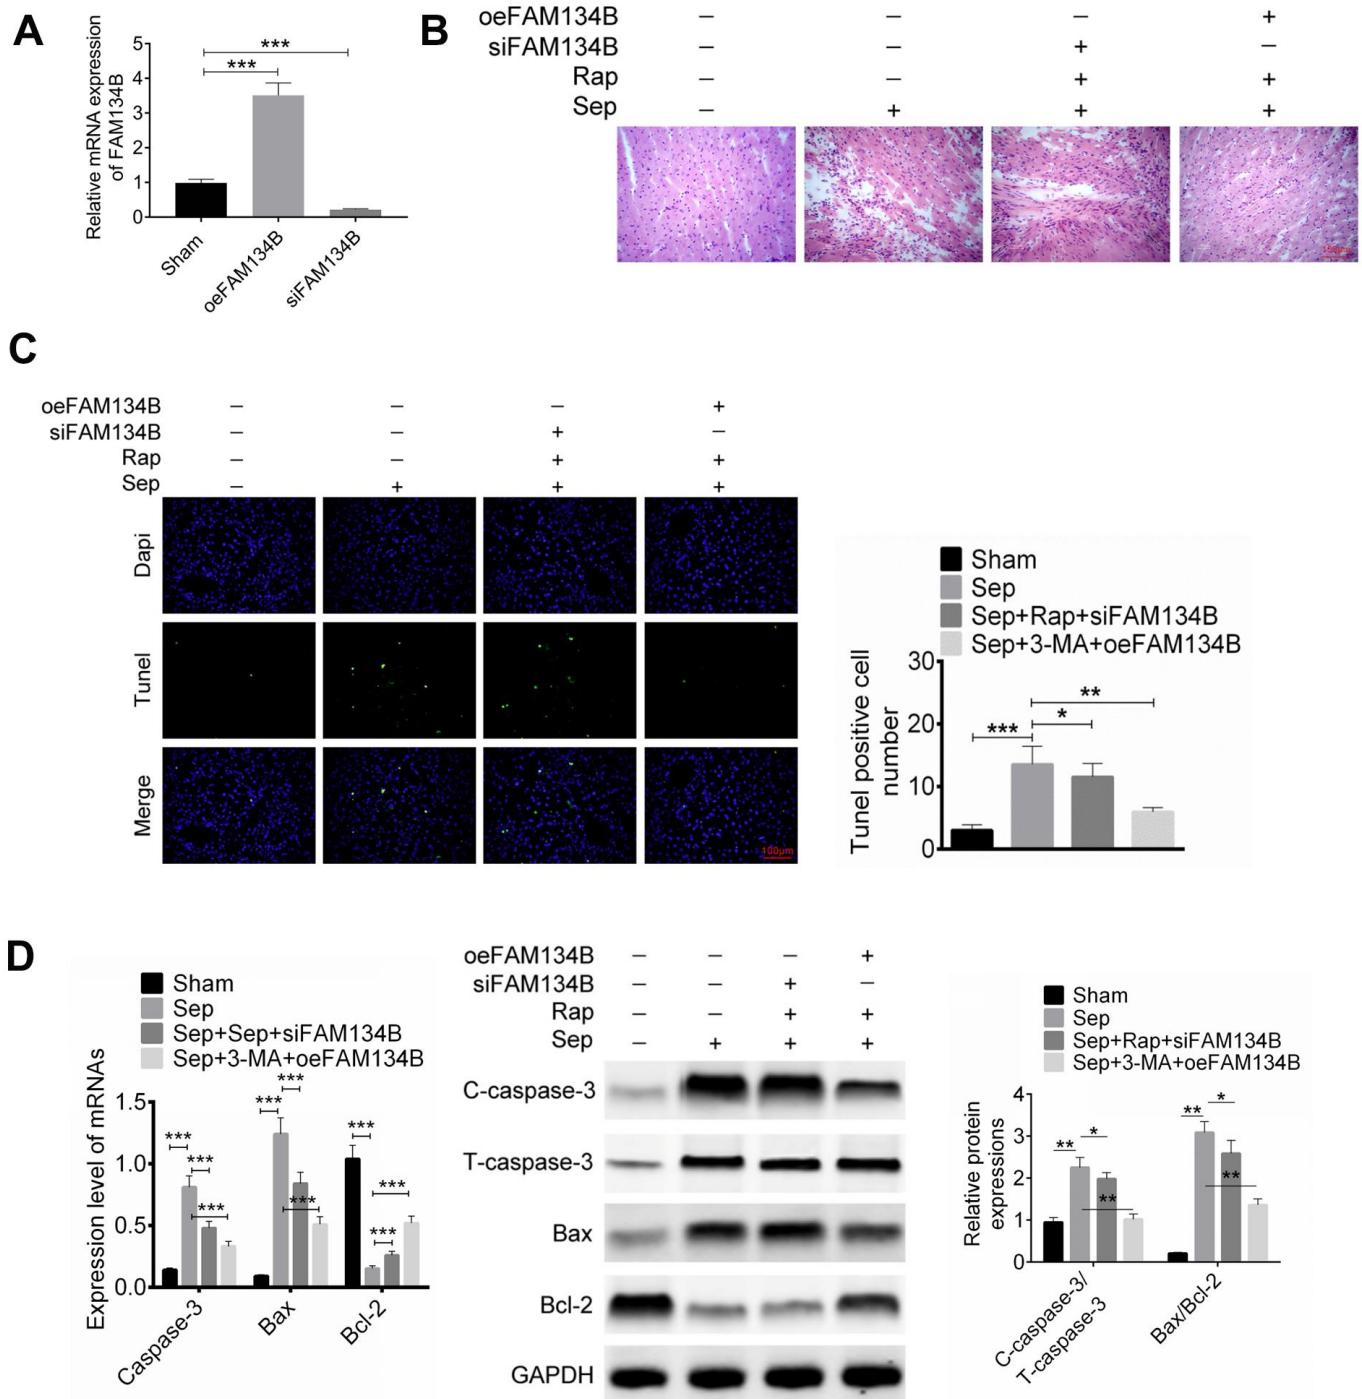 A
Relative mRNA expression
of FAM134B
5
4
3
2
1
0
***
***
Sham
oeFAM134B
siFAM134B
B
oeFAM134B − − − +
siFAM134B − − + −
Rap − − + +
Sep − + + +
C
oeFAM134B − − − +
siFAM134B − − + −
Rap − − + +
Sep − + + +
Dapi
Tunel
Merge
100μm
Sham
Sep
Sep+Rap+siFAM134B
Sep+3-MA+oeFAM134B
Tunel positive cell
number
30
20
10
0
***
*
**
D
Sham
Sep
Sep+Sep+siFAM134B
Sep+3-MA+oeFAM134B
Expression level of mRNAs
1.5
1.0
0.5
0.0
***
***
***
***
***
***
***
***
***
Caspase-3
Bax
Bcl-2
oeFAM134B − − − +
siFAM134B − − + −
Rap − − + +
Sep − + + +
C-caspase-3
T-caspase-3
Bax
Bcl-2
GAPDH
Sham
Sep
Sep+Rap+siFAM134B
Sep+3-MA+oeFAM134B
Relative protein
expressions
4
3
2
1
0
**
*
**
**
*
**
C-caspase-3/
T-caspase-3
Bax/Bcl-2